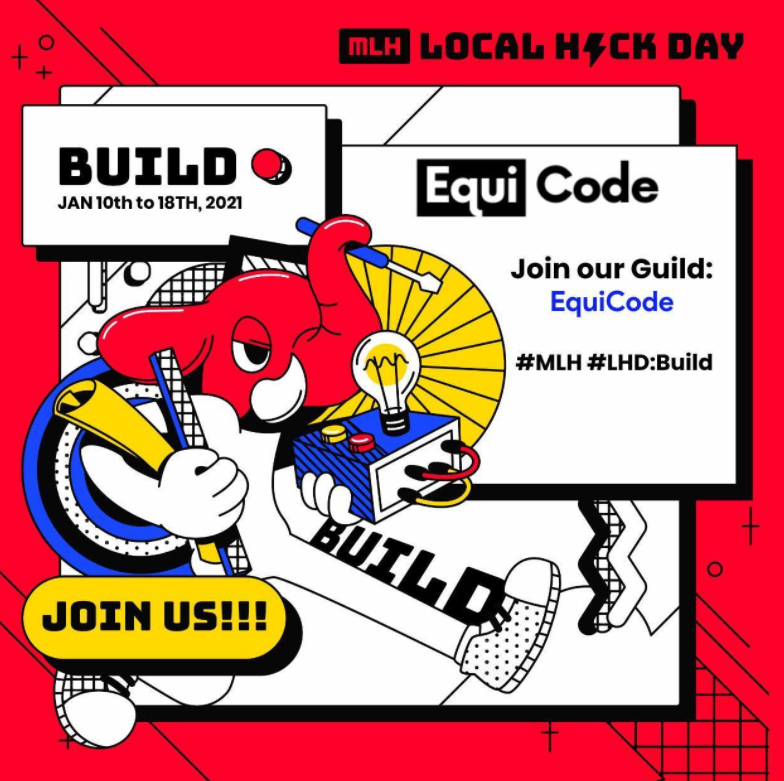 MLH LOCAL HACK DAY
BUILD
JAN 10th to 18TH, 2021
Equi Code
Join our Guild:
EquiCode
#MLH #LHD:Build
BUILD
JOIN US!!!